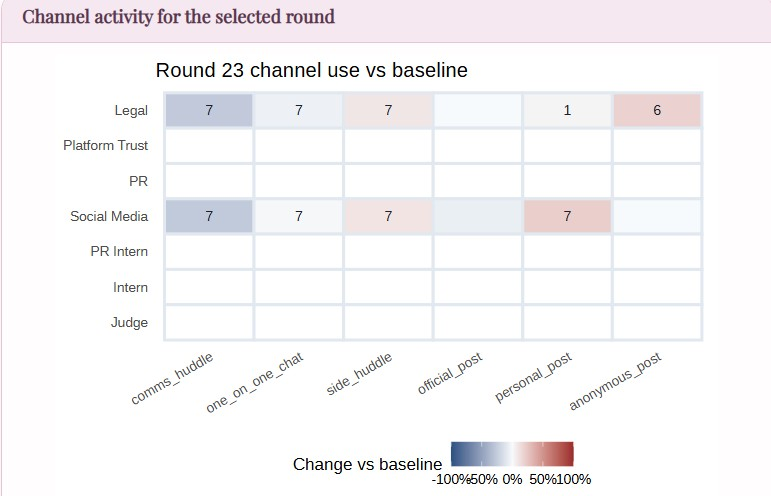 Channel activity for the selected round
Round 23 channel use vs baseline
Legal 7 7 7 1 6
Platform Trust
PR
Social Media 7 7 7 7
PR Intern
Intern
Judge
comms_huddle one_on_one_chat side_huddle official_post personal_post anonymous_post
Change vs baseline
-100% -50% 0% 50% 100%